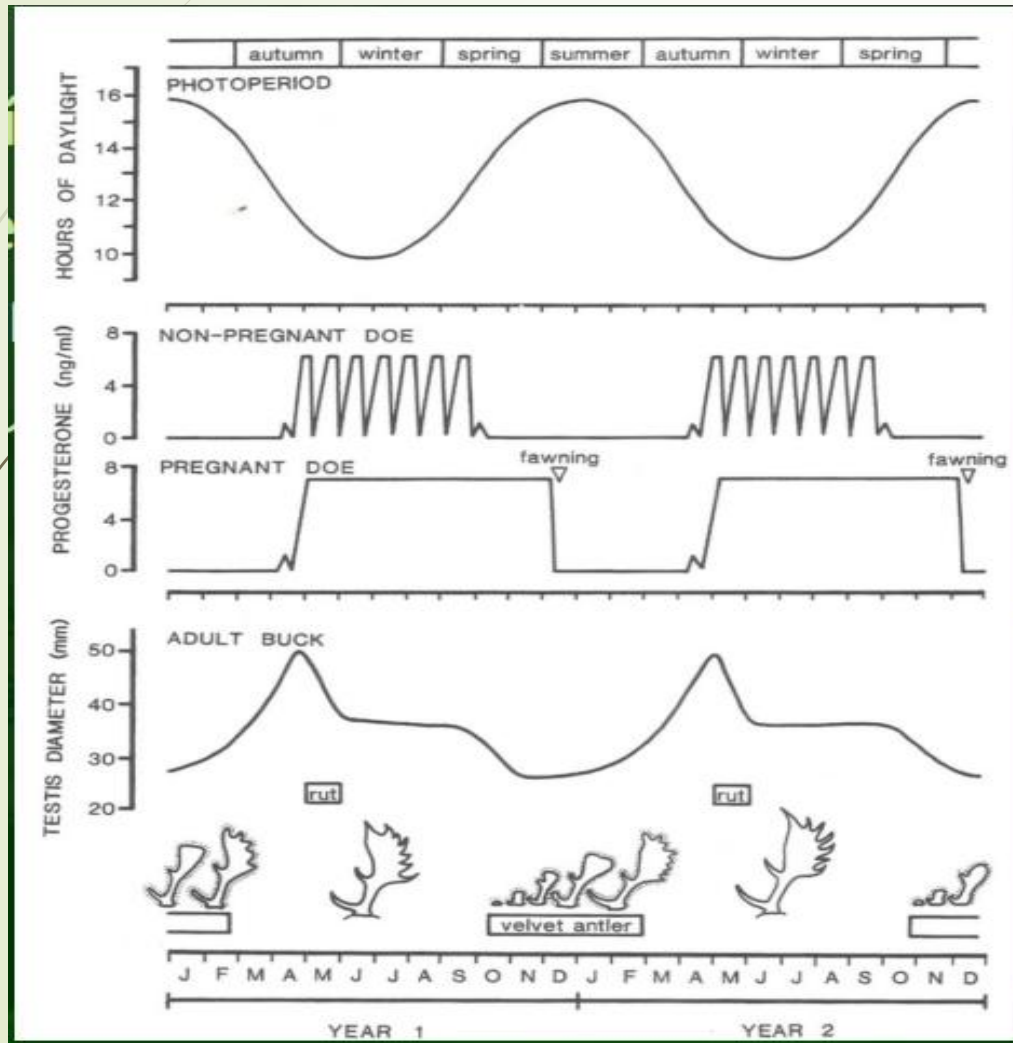 autumn winter spring summer autumn winter spring
PHOTOPERIOD
HOURS OF DAYLIGHT
16
14
12
10
NON-PREGNANT DOE
PROGESTERONE (ng/ml)
8
4
0
PREGNANT DOE
fawning
fawning
8
4
0
ADULT BUCK
TESTIS DIAMETER (mm)
50
40
30
20
rut
rut
velvet antler
J F M A M J J A S O N D J F M A M J J A S O N D
YEAR 1 YEAR 2